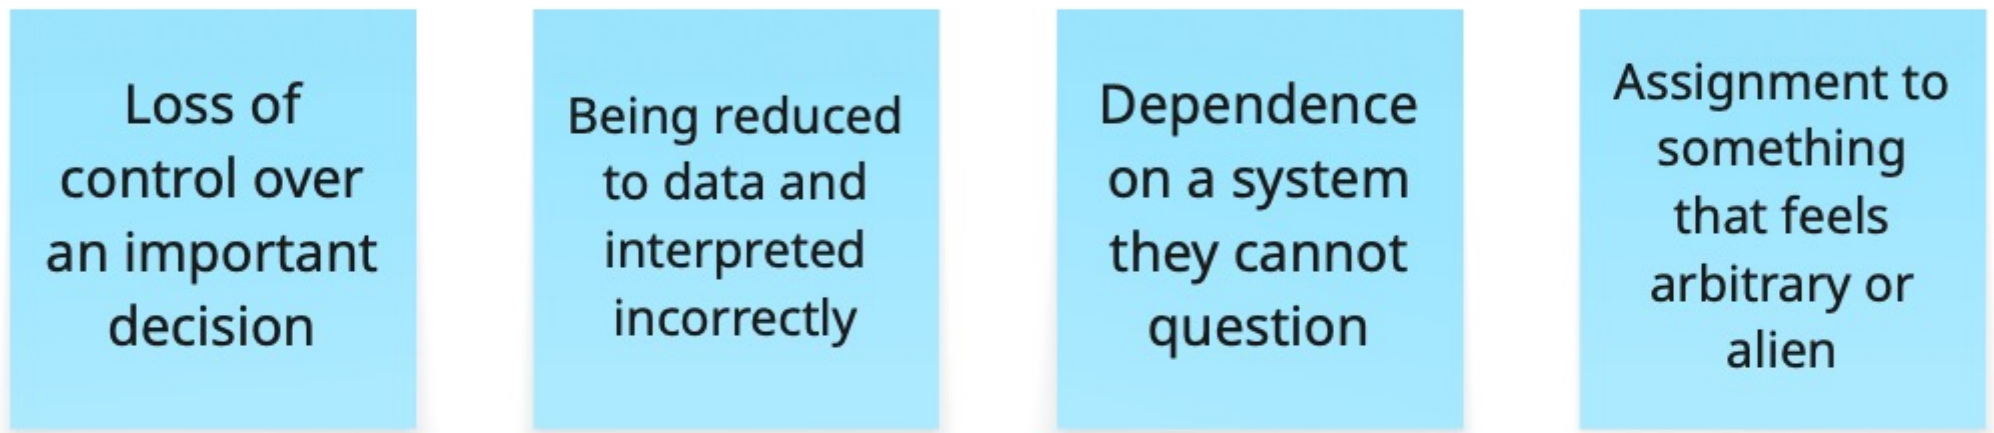 Loss of
control over
an important
decision
Being reduced
to data and
interpreted
incorrectly
Dependence
on a system
they cannot
question
Assignment to
something
that feels
arbitrary or
alien